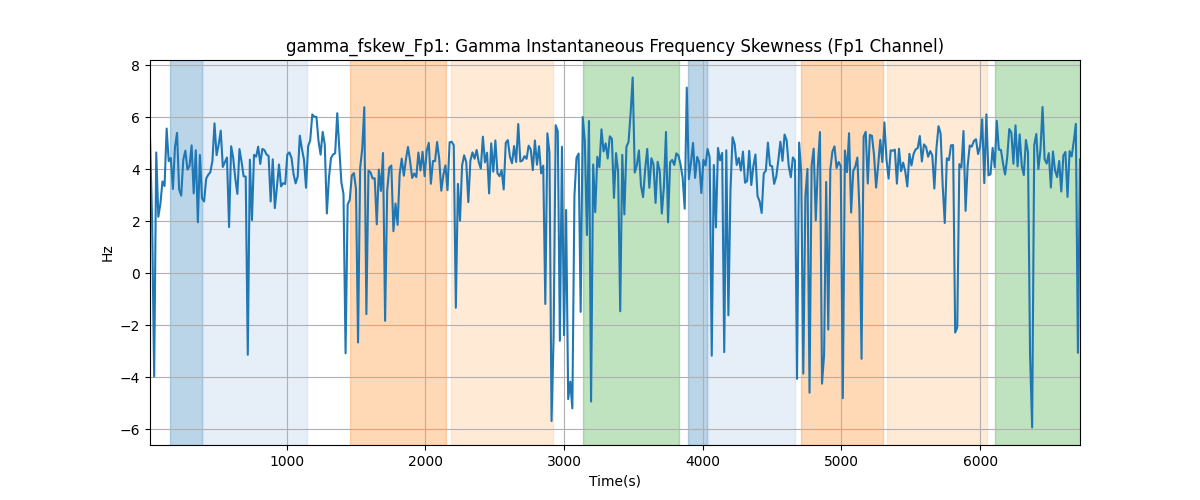 gamma_fskew_Fp1: Gamma Instantaneous Frequency Skewness (Fp1 Channel)
8
6
4
2
0
−2
−4
−6
Hz
1000 2000 3000 4000 5000 6000
Time(s)